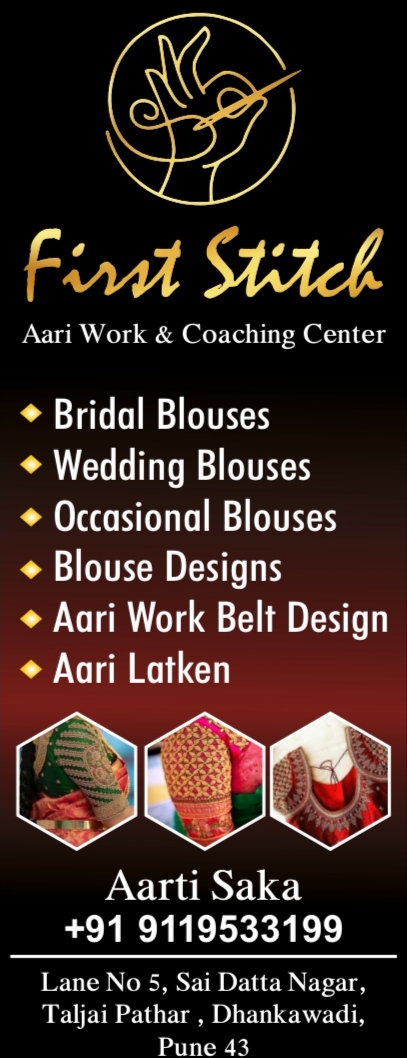 First Stitch
Aari Work & Coaching Center
Bridal Blouses
Wedding Blouses
Occasional Blouses
Blouse Designs
Aari Work Belt Design
Aari Latken
Aarti Saka
+91 9119533199
Lane No 5, Sai Datta Nagar,
Taljai Pathar , Dhankawadi,
Pune 43